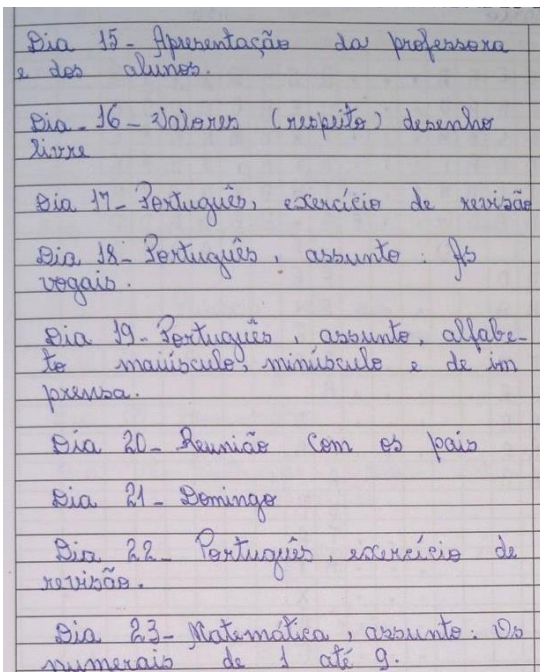 Dia 15- Apresentação da professora
e dos alunos.
Dia - 16 - Valores (respeito) desenho
livre
Dia 17- Português, exercício de revisão
Dia 18- Português, assunto: As
vogais.
Dia 19- Português, assunto, alfabe-
to maiúsculo, minúsculo e de im
prensa.
Dia 20- Reunião com os pais
Dia 21- Domingo
Dia 22- Português, exercício de
revisão.
Dia 23- Matemática, assunto: Os
numerais de 1 até 9.